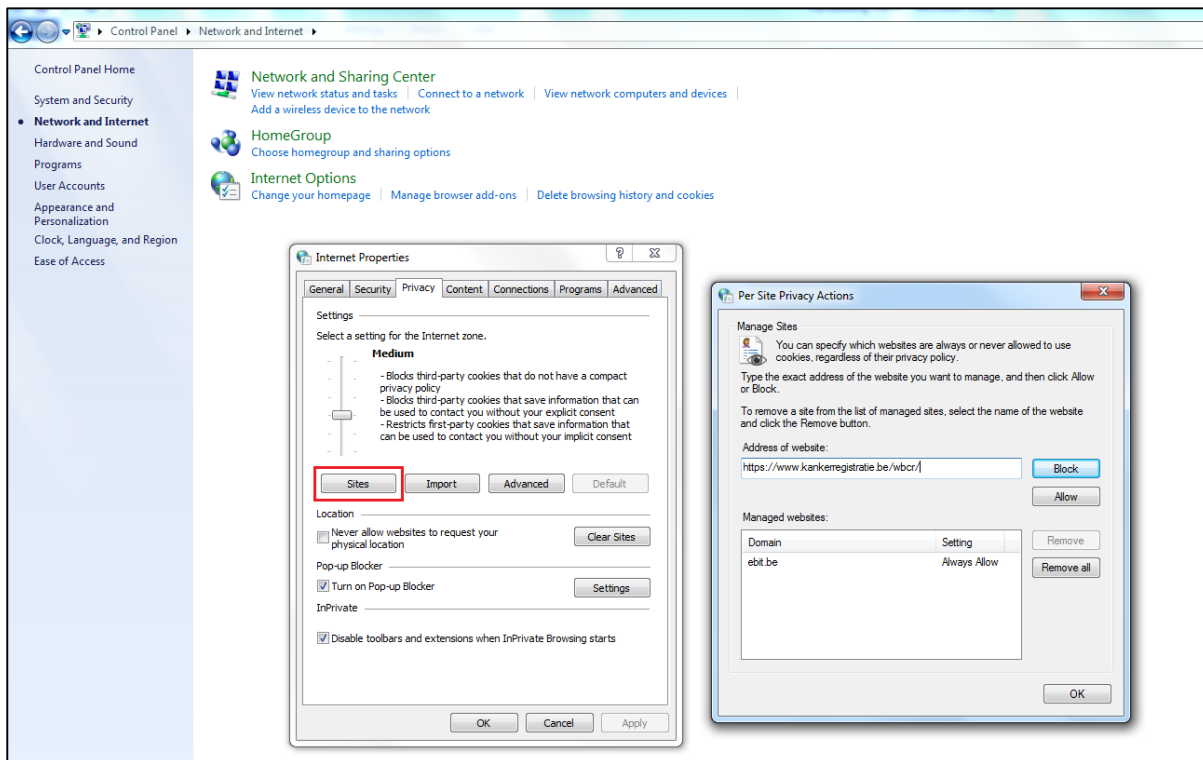 Control Panel Network and Internet
Control Panel Home
System and Security
Network and Internet
Hardware and Sound
Programs
User Accounts
Appearance and
Personalization
Clock, Language, and Region
Ease of Access
Network and Sharing Center
View network status and tasks Connect to a network View network computers and devices
Add a wireless device to the network
HomeGroup
Choose homegroup and sharing options
Internet Options
Change your homepage Manage browser add-ons Delete browsing history and cookies
Internet Properties
General Security Privacy Content Connections Programs Advanced
Settings
Select a setting for the Internet zone.
Medium
- Blocks third-party cookies that do not have a compact
privacy policy
- Blocks third-party cookies that save information that can
be used to contact you without your explicit consent
- Restricts first-party cookies that save information that
can be used to contact you without your implicit consent
Sites Import Advanced Default
Location
Never allow websites to request your
physical location
Clear Sites
Pop-up Blocker
Turn on Pop-up Blocker
Settings
InPrivate
Disable toolbars and extensions when InPrivate Browsing starts
OK Cancel Apply
Per Site Privacy Actions
Manage Sites
You can specify which websites are always or never allowed to use
cookies, regardless of their privacy policy.
Type the exact address of the website you want to manage, and then click Allow
or Block.
To remove a site from the list of managed sites, select the name of the website
and click the Remove button.
Address of website:
https://www.kankerregistratie.be/wbcr/
Block
Allow
Managed websites:
Domain Setting
ebit.be Always Allow
Remove
Remove all
OK